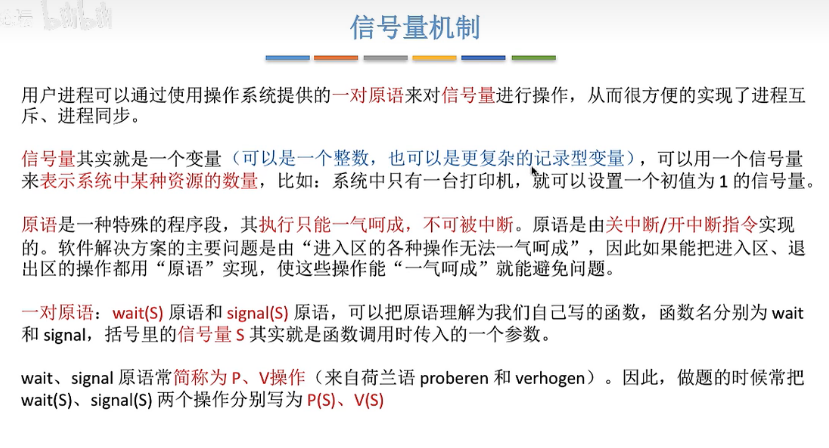 bilibili
信号量机制
用户进程可以通过使用操作系统提供的一对原语来对信号量进行操作，从而很方便的实现了进程互
斥、进程同步。
信号量其实就是一个变量（可以是一个整数，也可以是更复杂的记录型变量），可以用一个信号量
来表示系统中某种资源的数量，比如：系统中只有一台打印机，就可以设置一个初值为 1 的信号量。
原语是一种特殊的程序段，其执行只能一气呵成，不可被中断。原语是由关中断/开中断指令实现
的。软件解决方案的主要问题是由“进入区的各种操作无法一气呵成”，因此如果能把进入区、退
出区的操作都用“原语”实现，使这些操作能“一气呵成”就能避免问题。
一对原语：wait(S) 原语和 signal(S) 原语，可以把原语理解为我们自己写的函数，函数名分别为 wait
和 signal，括号里的信号量 S 其实就是函数调用时传入的一个参数。
wait、signal 原语常简称为 P、V操作（来自荷兰语 proberen 和 verhogen）。因此，做题的时候常把
wait(S)、signal(S) 两个操作分别写为 P(S)、V(S)